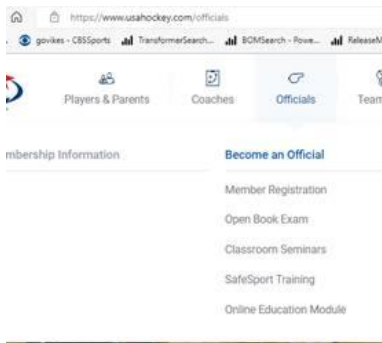 https://www.usahockey.com/officials
govikes - CBSSports TransformerSearch... BOMSearch - Powe... ReleaseM
Players & Parents Coaches Officials Team
mbership Information Become an Official
Member Registration
Open Book Exam
Classroom Seminars
SafeSport Training
Online Education Module